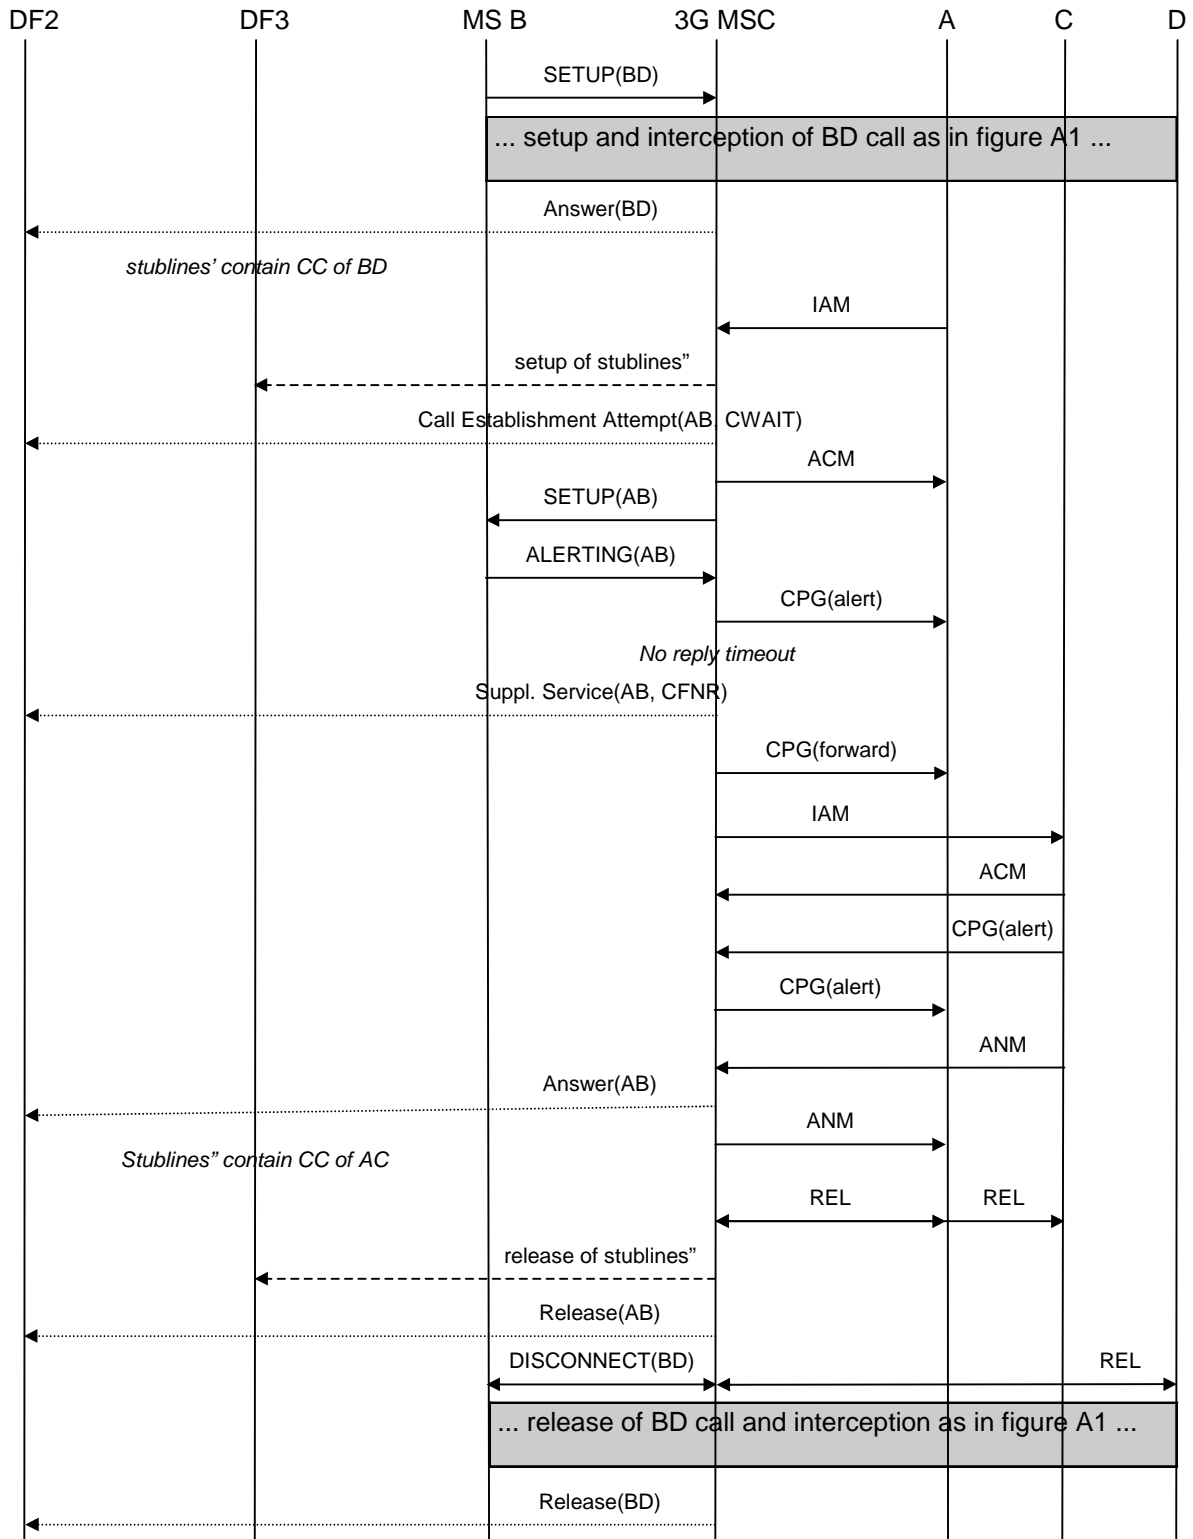 DF2 DF3 MS B 3G MSC A C D
SETUP(BD)
... setup and interception of BD call as in figure A1 ...
Answer(BD)
stublines’ contain CC of BD
IAM
setup of stublines”
Call Establishment Attempt(AB, CWAIT)
ACM
SETUP(AB)
ALERTING(AB)
CPG(alert)
No reply timeout
Suppl. Service(AB, CFNR)
CPG(forward)
IAM
ACM
CPG(alert)
CPG(alert)
ANM
Answer(AB)
ANM
Stublines” contain CC of AC
REL REL
release of stublines”
Release(AB)
DISCONNECT(BD) REL
... release of BD call and interception as in figure A1 ...
Release(BD)